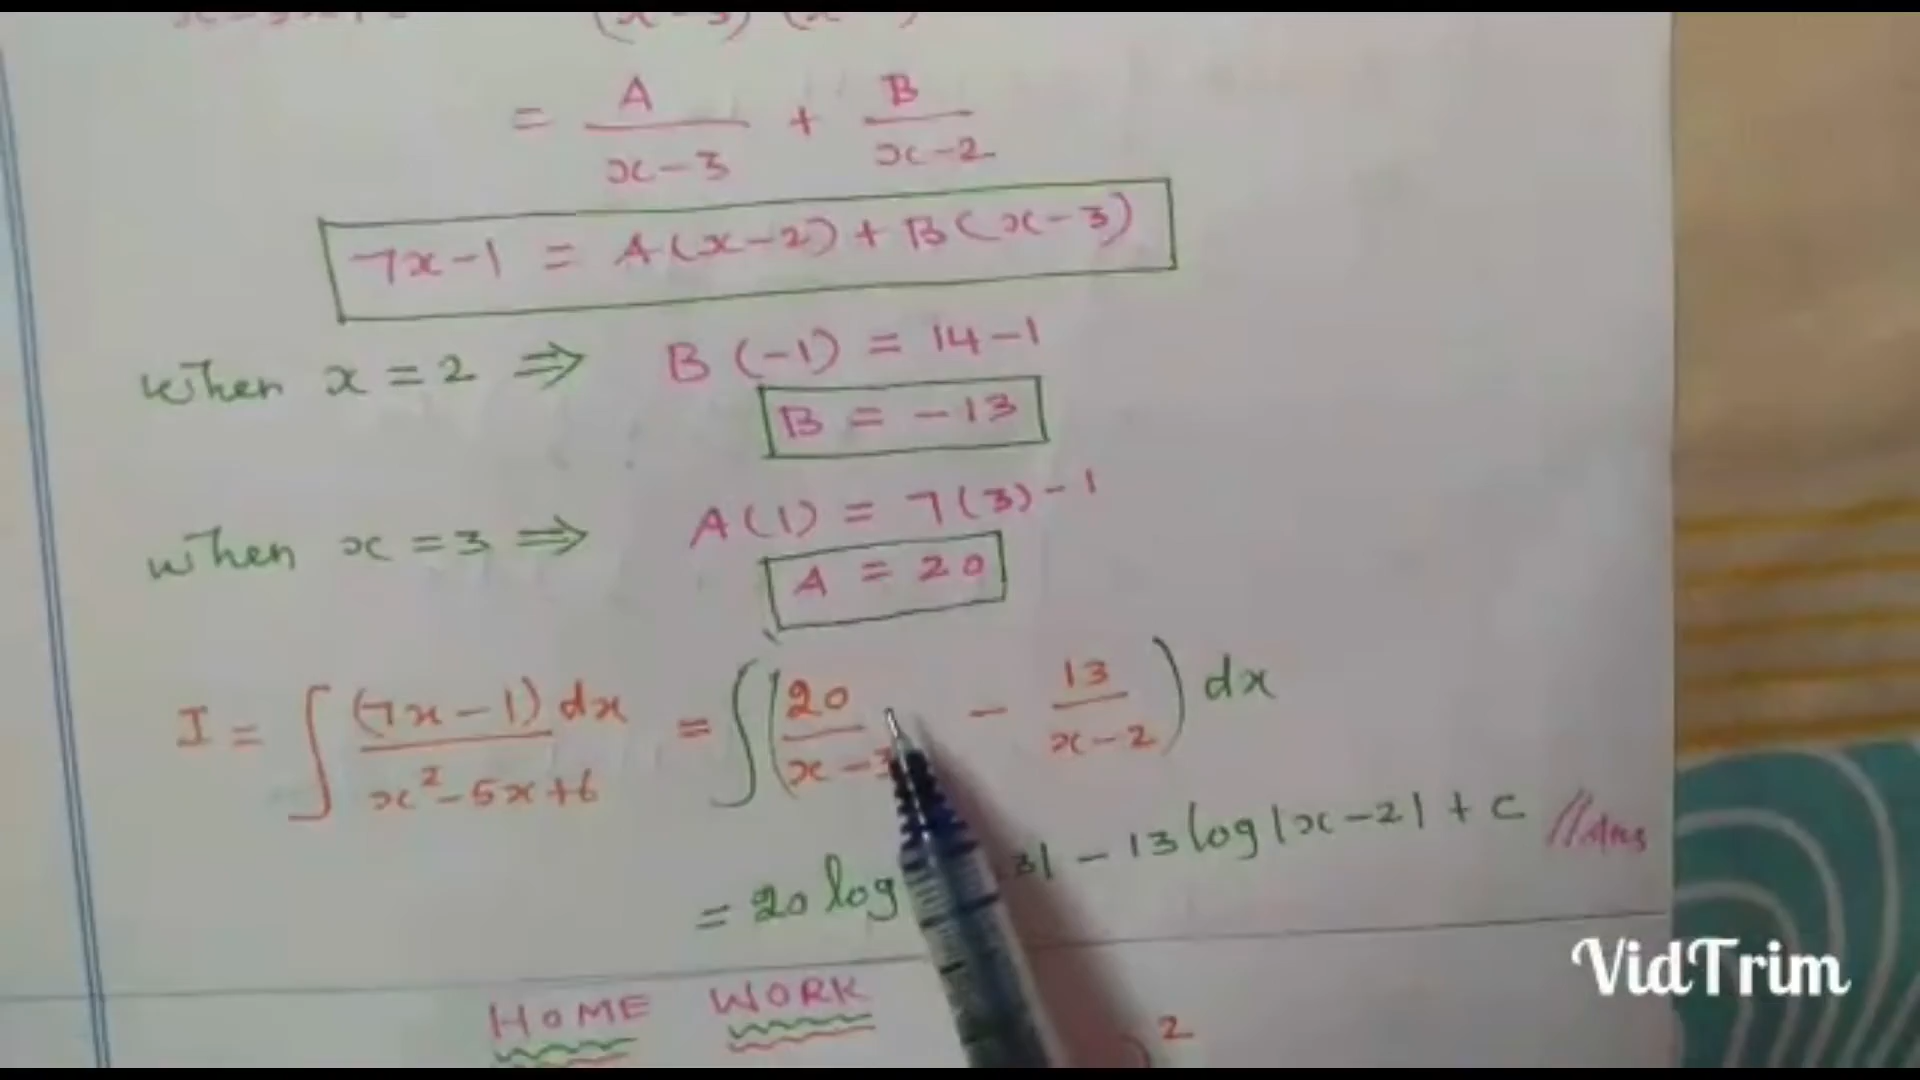 = A/(x-3) + B/(x-2)
7x-1 = A(x-2) + B(x-3)
when x = 2 ⇒ B(-1) = 14-1
B = -13
when x = 3 ⇒ A(1) = 7(3)-1
A = 20
I = ∫ (7x-1)dx/(x²-5x+6) = ∫(20/(x-3) - 13/(x-2)) dx
= 20 log 3| - 13 log|x-2| + c //Ans
HOME WORK
2
VidTrim